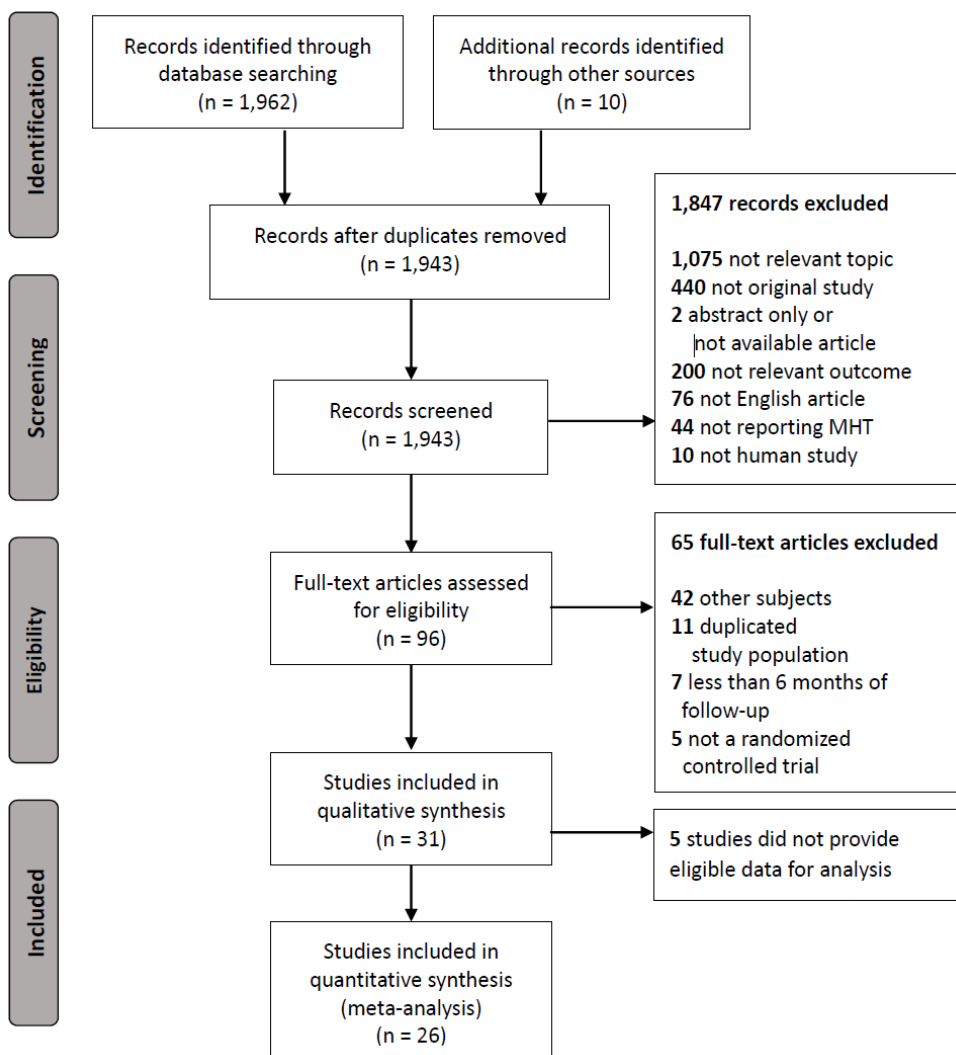 Identification
Records identified through
database searching
(n = 1,962)
Additional records identified
through other sources
(n = 10)
Records after duplicates removed
(n = 1,943)
1,847 records excluded
1,075 not relevant topic
440 not original study
2 abstract only or
not available article
200 not relevant outcome
76 not English article
44 not reporting MHT
10 not human study
Screening
Records screened
(n = 1,943)
Eligibility
Full-text articles assessed
for eligibility
(n = 96)
65 full-text articles excluded
42 other subjects
11 duplicated
study population
7 less than 6 months of
follow-up
5 not a randomized
controlled trial
Studies included in
qualitative synthesis
(n = 31)
5 studies did not provide
eligible data for analysis
Included
Studies included in
quantitative synthesis
(meta-analysis)
(n = 26)